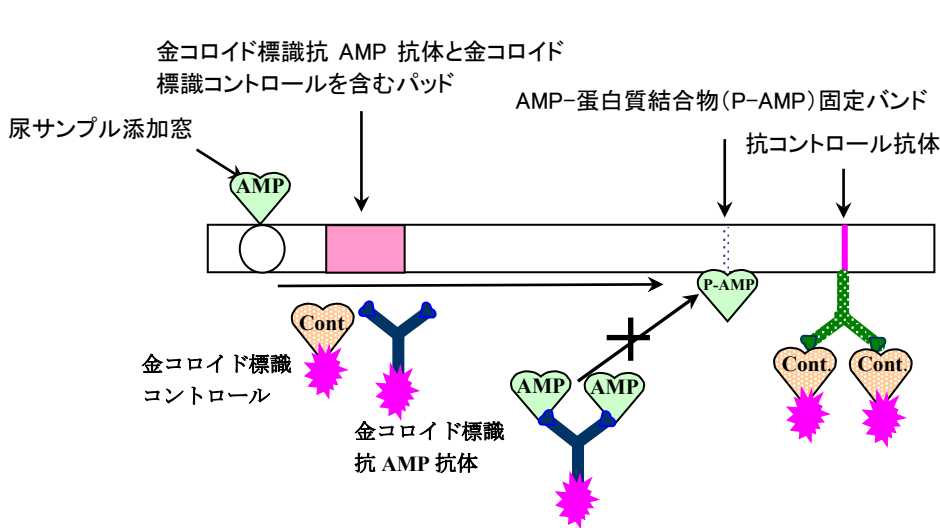 金コロイド標識抗 AMP 抗体と金コロイド
標識コントロールを含むパッド
AMP-蛋白質結合物(P-AMP)固定バンド
尿サンプル添加窓
抗コントロール抗体
AMP
P-AMP
Cont.
金コロイド標識
コントロール
AMP
AMP
Cont.
Cont.
金コロイド標識
抗 AMP 抗体